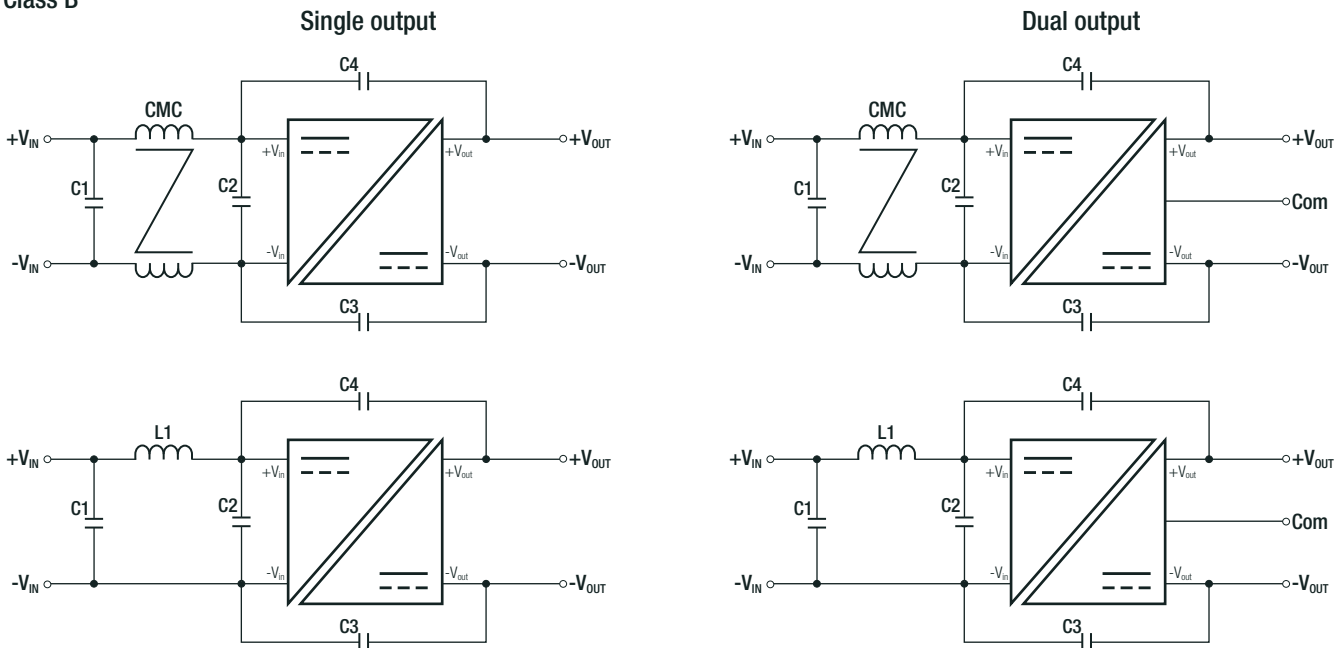 Class B
Single output
Dual output
C4
CMC
+VIN
+Vin
+Vout
+VOUT
C1
C2
-VIN
-Vin
-Vout
-VOUT
C3
C4
CMC
+VIN
+Vin
+Vout
+VOUT
C1
C2
Com
-VIN
-Vin
-Vout
-VOUT
C3
C4
L1
+VIN
+Vin
+Vout
+VOUT
C1
C2
-VIN
-Vin
-Vout
-VOUT
C3
C4
L1
+VIN
+Vin
+Vout
+VOUT
C1
C2
Com
-VIN
-Vin
-Vout
-VOUT
C3